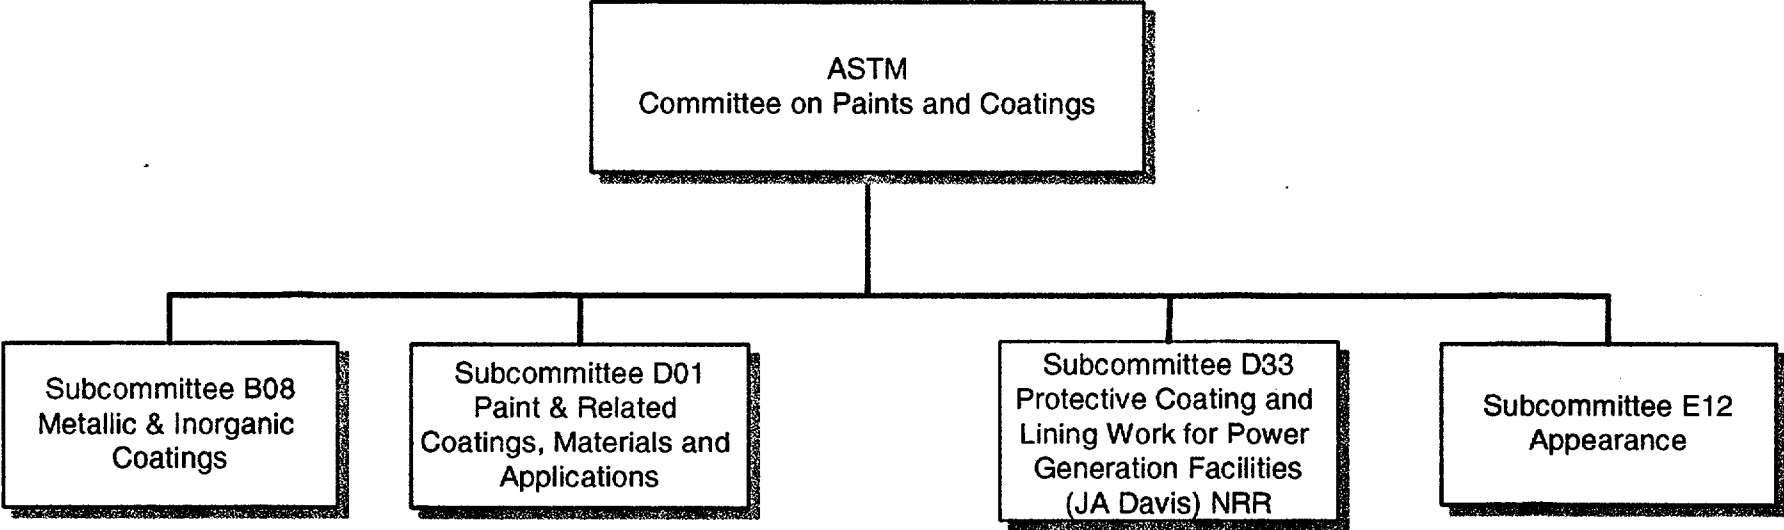 ASTM
Committee on Paints and Coatings
Subcommittee B08
Metallic & Inorganic
Coatings
Subcommittee D01
Paint & Related
Coatings, Materials and
Applications
Subcommittee D33
Protective Coating and
Lining Work for Power
Generation Facilities
(JA Davis) NRR
Subcommittee E12
Appearance